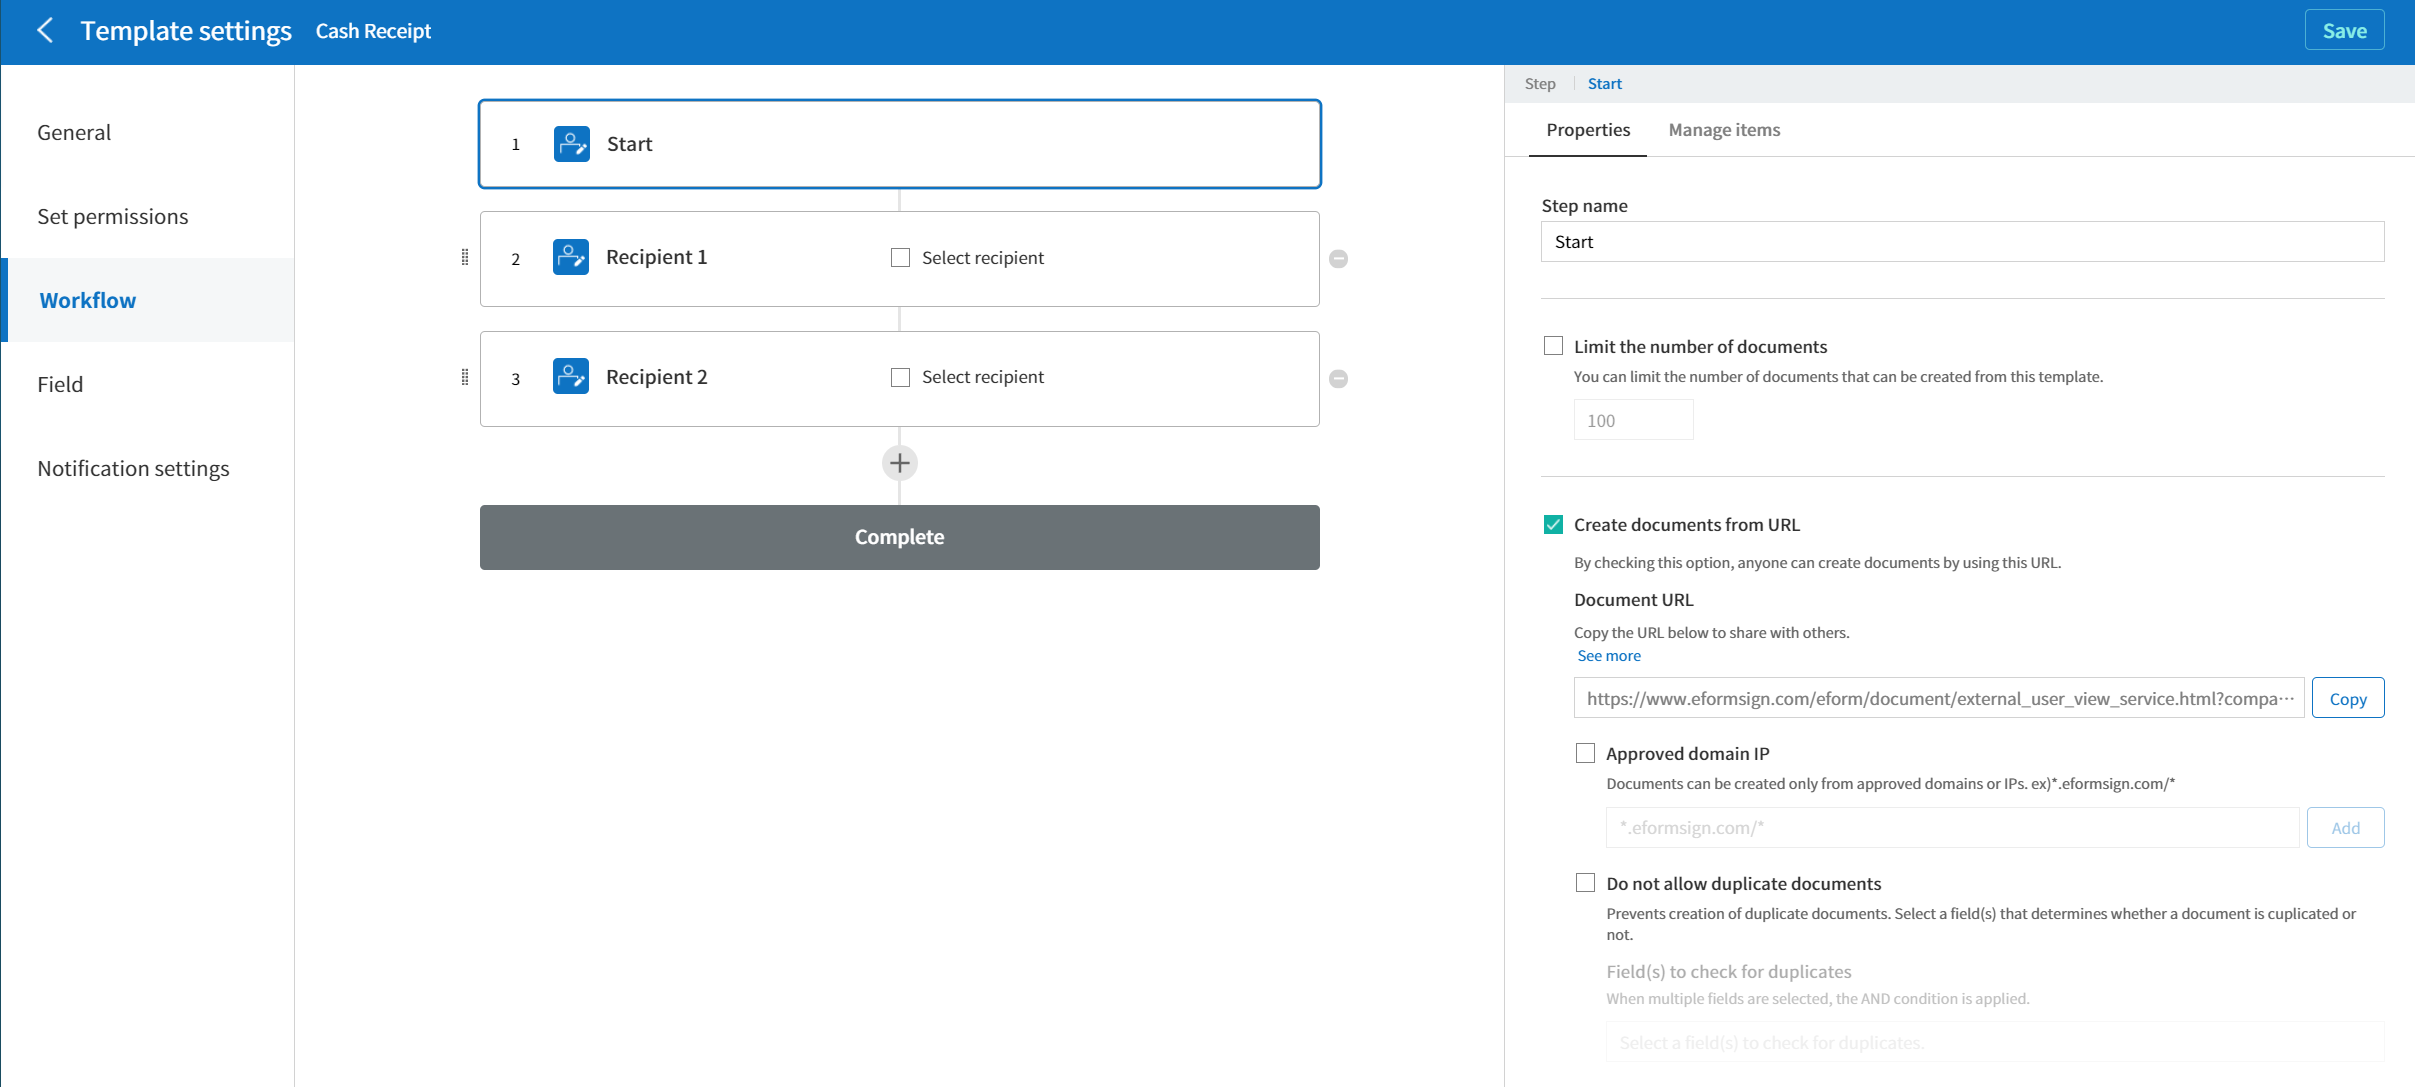 Template settings Cash Receipt Save
General
Set permissions
Workflow
Field
Notification settings
1 Start
2 Recipient 1 Select recipient
3 Recipient 2 Select recipient
Complete
Step Start
Properties Manage items
Step name
Start
Limit the number of documents
You can limit the number of documents that can be created from this template.
100
Create documents from URL
By checking this option, anyone can create documents by using this URL.
Document URL
Copy the URL below to share with others.
See more
https://www.eformsign.com/eform/document/external_user_view_service.html?compa⋯ Copy
Approved domain IP
Documents can be created only from approved domains or IPs. ex)*.eformsign.com/*
*.eformsign.com/* Add
Do not allow duplicate documents
Prevents creation of duplicate documents. Select a field(s) that determines whether a document is cuplicated or
not.
Field(s) to check for duplicates
When multiple fields are selected, the AND condition is applied.
Select a field(s) to check for duplicates.